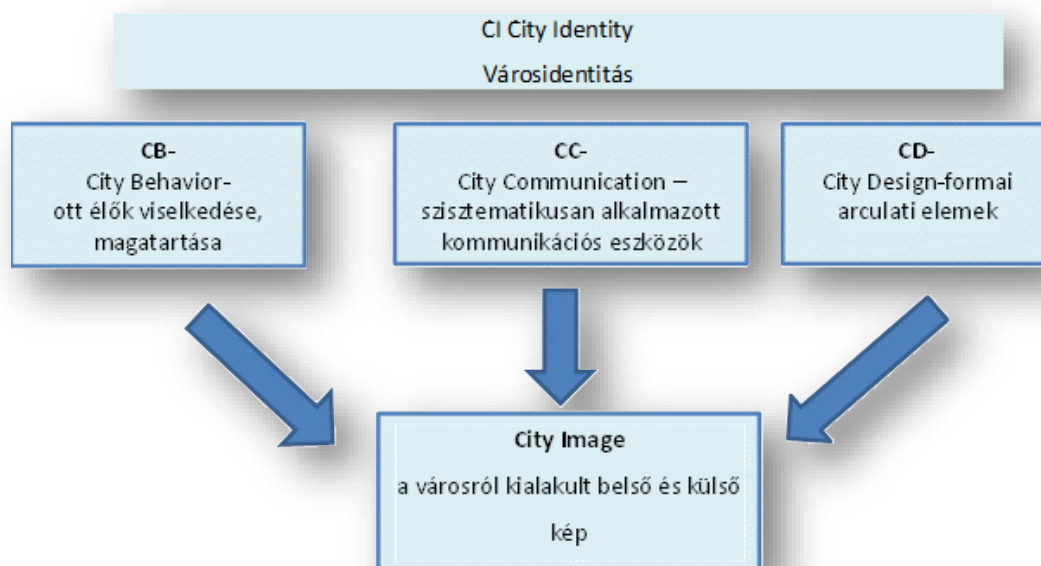 CI City Identity
Városidentitás
CB-
City Behavior-
ott élők viselkedése,
magatartása
CC-
City Communication –
szisztematikusan alkalmazott
kommunikációs eszközök
CD-
City Design-formai
arculati elemek
City Image
a városról kialakult belső és külső
kép